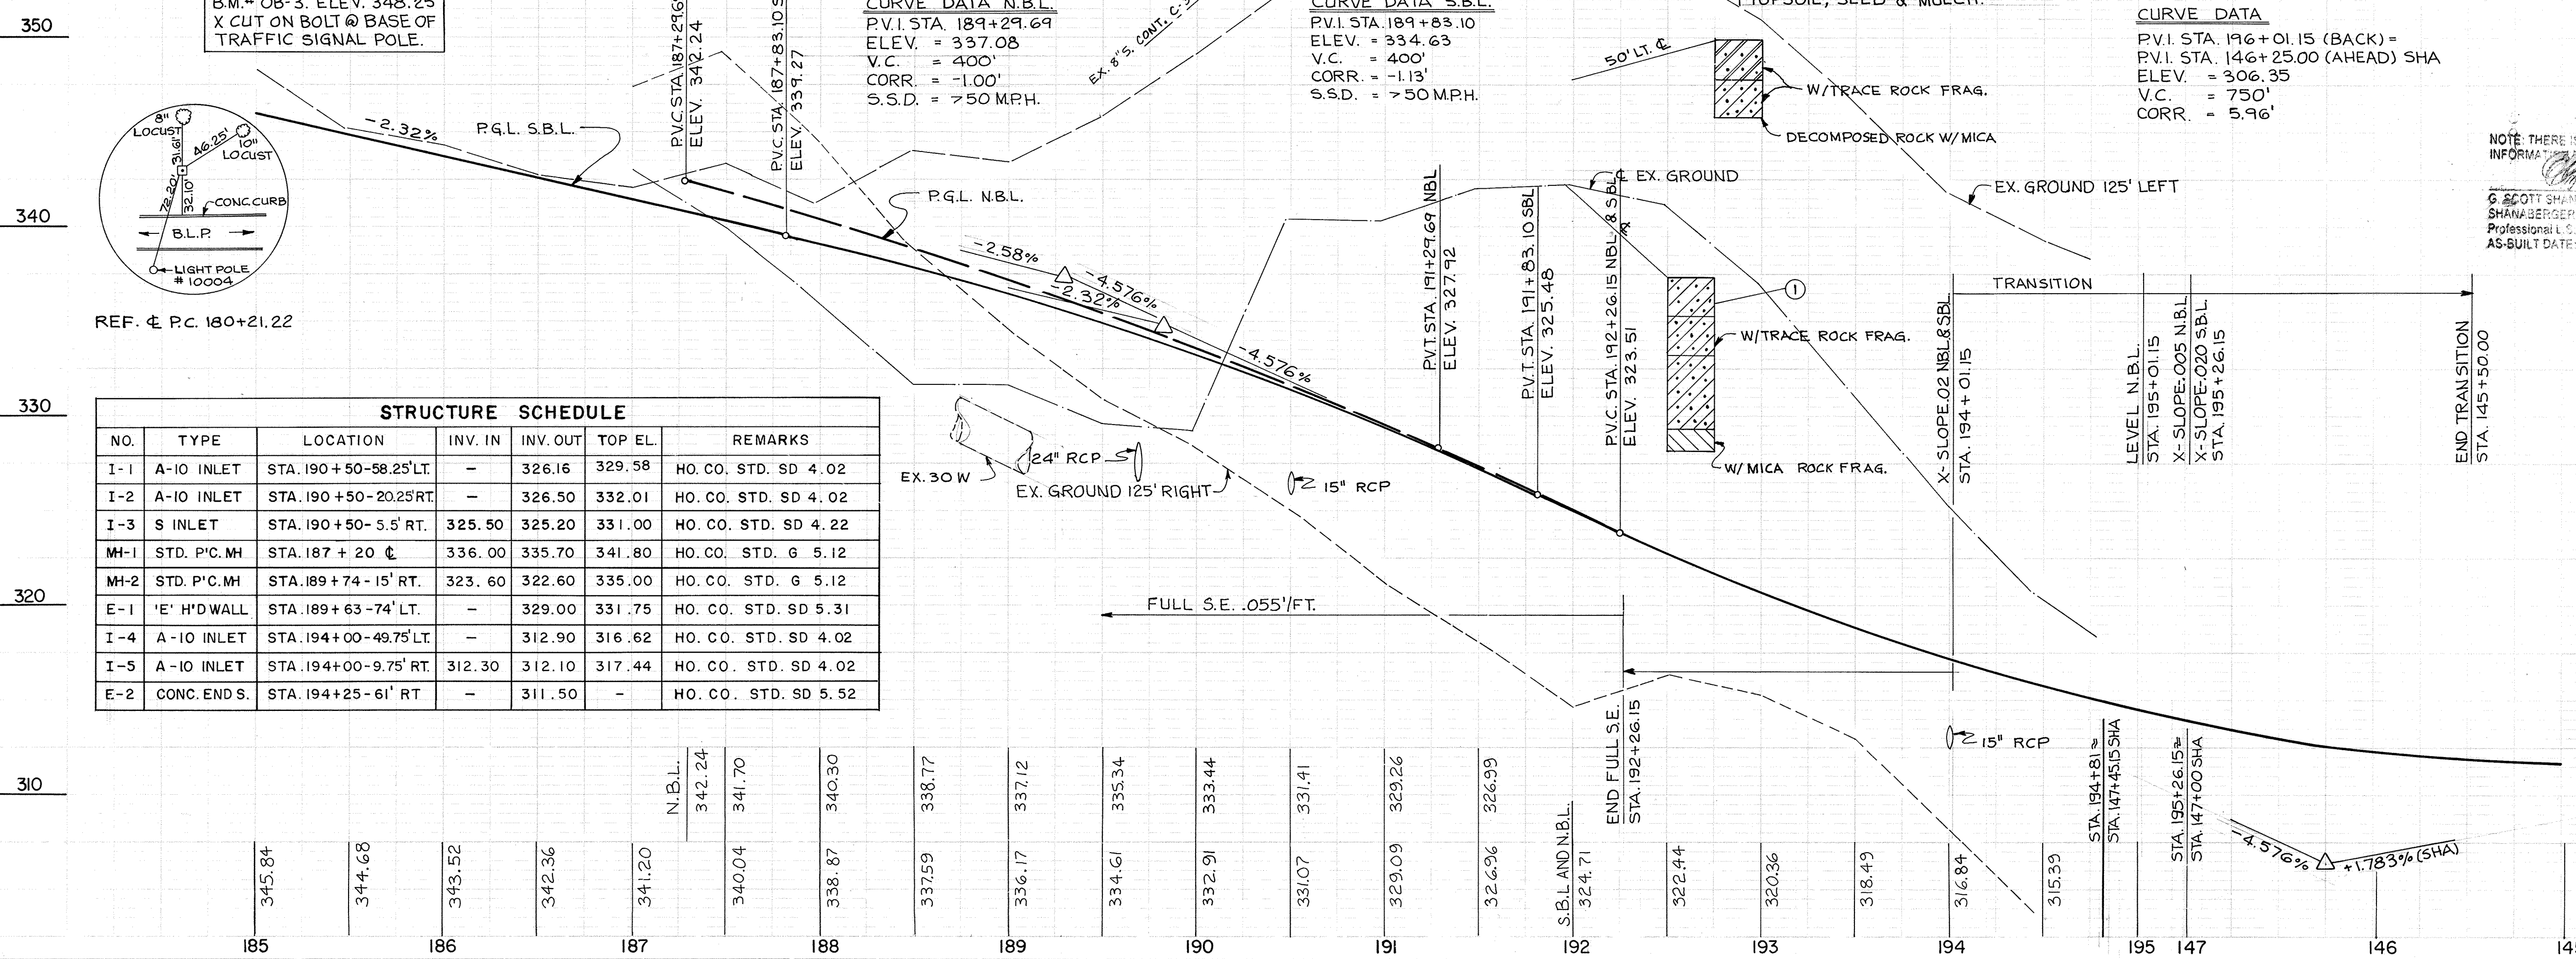 350
340
330
320
310
B.M.# OB-3. ELEV. 348.25
X CUT ON BOLT @ BASE OF
TRAFFIC SIGNAL POLE.
8"
LOCUST
46.25'
10"
LOCUST
31.61'
72.20'
32.10'
CONC.CURB
B.L.P.
LIGHT POLE
# 10004
REF. ℄ P.C. 180+21.22
-2.32%
P.G.L. S.B.L.
P.V.C. STA. 187+29.69
ELEV. 342.24
P.V.C. STA. 187+83.10 S
ELEV. 339.27
CURVE DATA N.B.L.
P.V.I. STA. 189+29.69
ELEV. = 337.08
V.C. = 400'
CORR. = -1.00'
S.S.D. = >50 M.P.H.
EX. 8"S. CONT. C-3
CURVE DATA S.B.L.
P.V.I. STA. 189+83.10
ELEV. = 334.63
V.C. = 400'
CORR. = -1.13'
S.S.D. = >50 M.P.H.
50' LT. ℄
TOPSOIL, SEED & MULCH.
W/TRACE ROCK FRAG.
DECOMPOSED ROCK W/MICA
CURVE DATA
P.V.I. STA. 196+01.15 (BACK) =
P.V.I. STA. 146+25.00 (AHEAD) SHA
ELEV. = 306.35
V.C. = 750'
CORR. = 5.96'
NOTE: THERE IS
G. SCOTT SHAN
SHANABERGER
Professional L.S.
AS-BUILT DATE:
P.G.L. N.B.L.
-2.58%
-4.576%
-2.32%
-4.576%
P.V.T. STA. 191+29.69 NBL
ELEV. 327.92
P.V.T. STA. 191+83.10 SBL
ELEV. 325.48
P.V.C. STA. 192+26.15 NBL & SBL
ELEV. 323.51
℄ EX. GROUND
EX. GROUND 125' LEFT
1
W/TRACE ROCK FRAG.
W/ MICA ROCK FRAG.
TRANSITION
X-SLOPE .02 NBL & SBL
STA. 194+01.15
LEVEL N.B.L.
STA. 195+01.15
X-SLOPE .005 N.B.L
X-SLOPE .020 S.B.L.
STA. 195+26.15
END TRANSITION
STA. 145+50.00
EX. 30 W
24" RCP
EX. GROUND 125' RIGHT
15" RCP
FULL S.E. .055'/FT.
END FULL S.E.
STA. 192+26.15
15" RCP
STA. 194+81 ≈
STA. 147+45.15 SHA
STA. 195+26.15 ≈
STA. 147+00 SHA
-4.576%
+1.783% (SHA)
STRUCTURE SCHEDULE
NO. TYPE LOCATION INV. IN INV. OUT TOP EL. REMARKS
I-1 A-10 INLET STA. 190+50-58.25'LT. – 326.16 329.58 HO. CO. STD. SD 4.02
I-2 A-10 INLET STA. 190+50-20.25'RT. – 326.50 332.01 HO. CO. STD. SD 4.02
I-3 S INLET STA. 190+50-5.5' RT. 325.50 325.20 331.00 HO. CO. STD. SD 4.22
MH-1 STD. P'C.MH STA. 187 + 20 ℄ 336.00 335.70 341.80 HO. CO. STD. G 5.12
MH-2 STD. P'C.MH STA. 189+74-15' RT. 323.60 322.60 335.00 HO. CO. STD. G 5.12
E-1 'E' H'DWALL STA. 189+63-74' LT. – 329.00 331.75 HO. CO. STD. SD 5.31
I-4 A-10 INLET STA. 194+00-49.75'LT. – 312.90 316.62 HO. CO. STD. SD 4.02
I-5 A-10 INLET STA. 194+00-9.75' RT. 312.30 312.10 317.44 HO. CO. STD. SD 4.02
E-2 CONC. END S. STA. 194+25-61' RT – 311.50 – HO. CO. STD. SD 5.52
N.B.L. 342.24 341.70 340.30 338.77 337.12 335.34 333.44 331.41 329.26 326.99
S.B.L AND N.B.L.
345.84 344.68 343.52 342.36 341.20 340.04 338.87 337.59 336.17 334.61 332.91 331.07 329.09 326.96 324.71 322.44 320.36 318.49 316.84 315.39
185 186 187 188 189 190 191 192 193 194 195 147 146